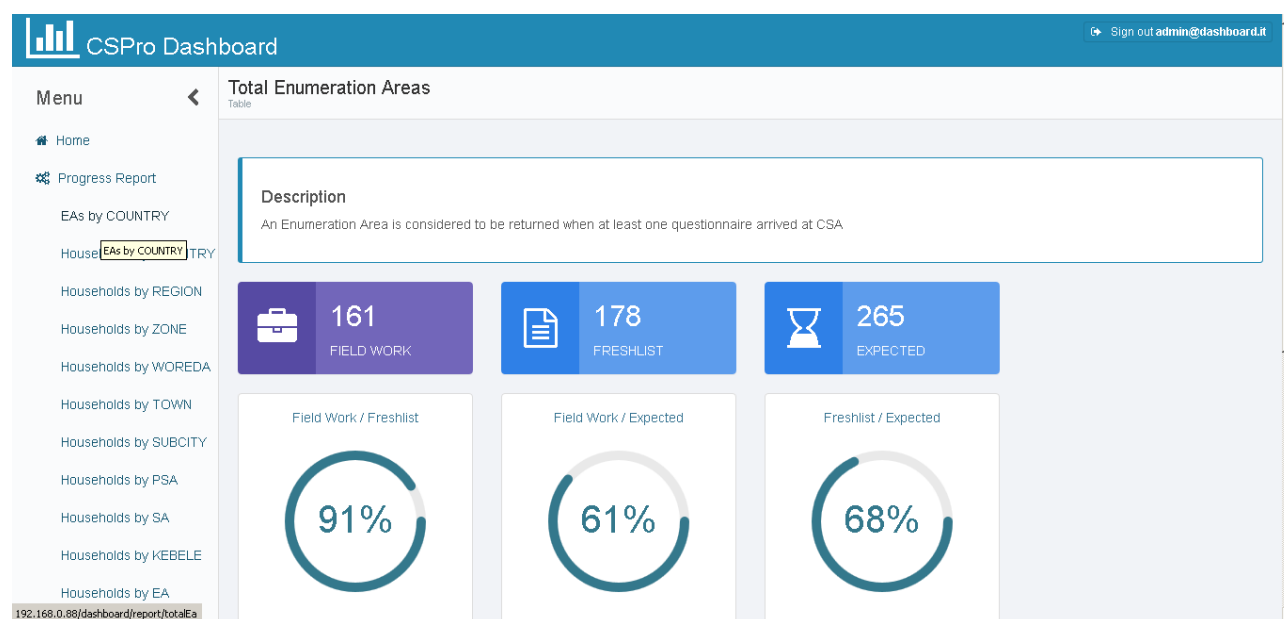 CSPro Dashboard
Sign out admin@dashboard.it
Menu
Home
Progress Report
EAs by COUNTRY
EAs by COUNTRY
Households by REGION
Households by ZONE
Households by WOREDA
Households by TOWN
Households by SUBCITY
Households by PSA
Households by SA
Households by KEBELE
Households by EA
192.168.0.88/dashboard/report/totalEa
Total Enumeration Areas
Table
Description
An Enumeration Area is considered to be returned when at least one questionnaire arrived at CSA
161
FIELD WORK
178
FRESHLIST
265
EXPECTED
Field Work / Freshlist
91%
Field Work / Expected
61%
Freshlist / Expected
68%